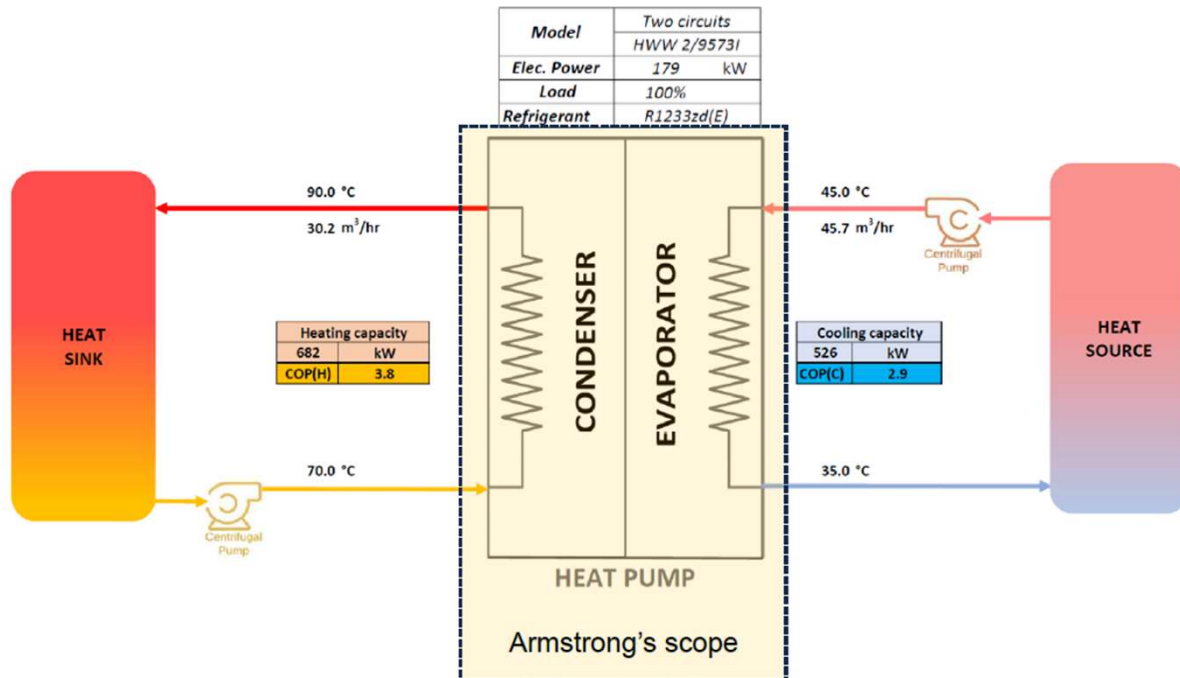 Model
Two circuits
HWW 2/9573I
Elec. Power 179 kW
Load 100%
Refrigerant R1233zd(E)
90.0 °C
30.2 m³/hr
45.0 °C
45.7 m³/hr
Centrifugal
Pump
HEAT
SINK
Heating capacity
682 kW
COP(H) 3.8
CONDENSER
EVAPORATOR
Cooling capacity
526 kW
COP(C) 2.9
HEAT
SOURCE
70.0 °C
35.0 °C
Centrifugal
Pump
HEAT PUMP
Armstrong's scope